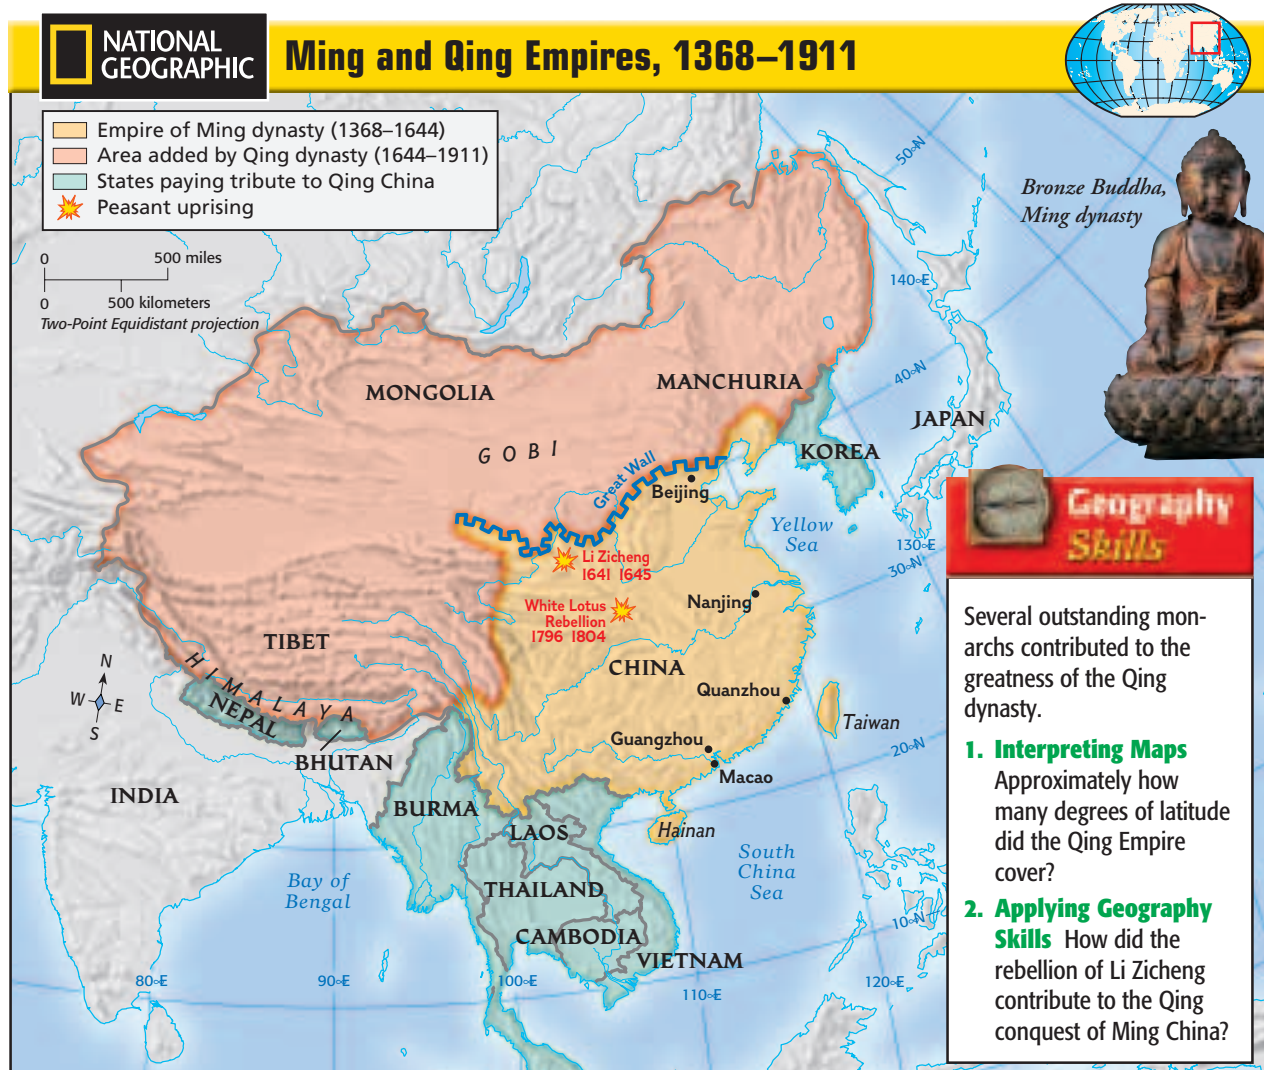 NATIONAL
GEOGRAPHIC
Ming and Qing Empires, 1368–1911
Empire of Ming dynasty (1368–1644)
Area added by Qing dynasty (1644–1911)
States paying tribute to Qing China
Peasant uprising
0 500 miles
0 500 kilometers
Two-Point Equidistant projection
50°N
Bronze Buddha,
Ming dynasty
140°E
40°N
MONGOLIA
MANCHURIA
JAPAN
GOBI
KOREA
Great Wall
Beijing
Yellow
Sea
130°E
30°N
Li Zicheng
1641 1645
White Lotus
Rebellion
1796 1804
Nanjing
TIBET
CHINA
HIMALAYA
N
W E
S
NEPAL
BHUTAN
Quanzhou
Taiwan
Guangzhou
Macao
20°N
INDIA
BURMA
LAOS
Hainan
South
China
Sea
Bay of
Bengal
THAILAND
CAMBODIA
VIETNAM
10°N
80°E
90°E
100°E
110°E
120°E
Geography
Skills
Several outstanding mon-
archs contributed to the
greatness of the Qing
dynasty.
1. Interpreting Maps
Approximately how
many degrees of latitude
did the Qing Empire
cover?
2. Applying Geography
Skills How did the
rebellion of Li Zicheng
contribute to the Qing
conquest of Ming China?